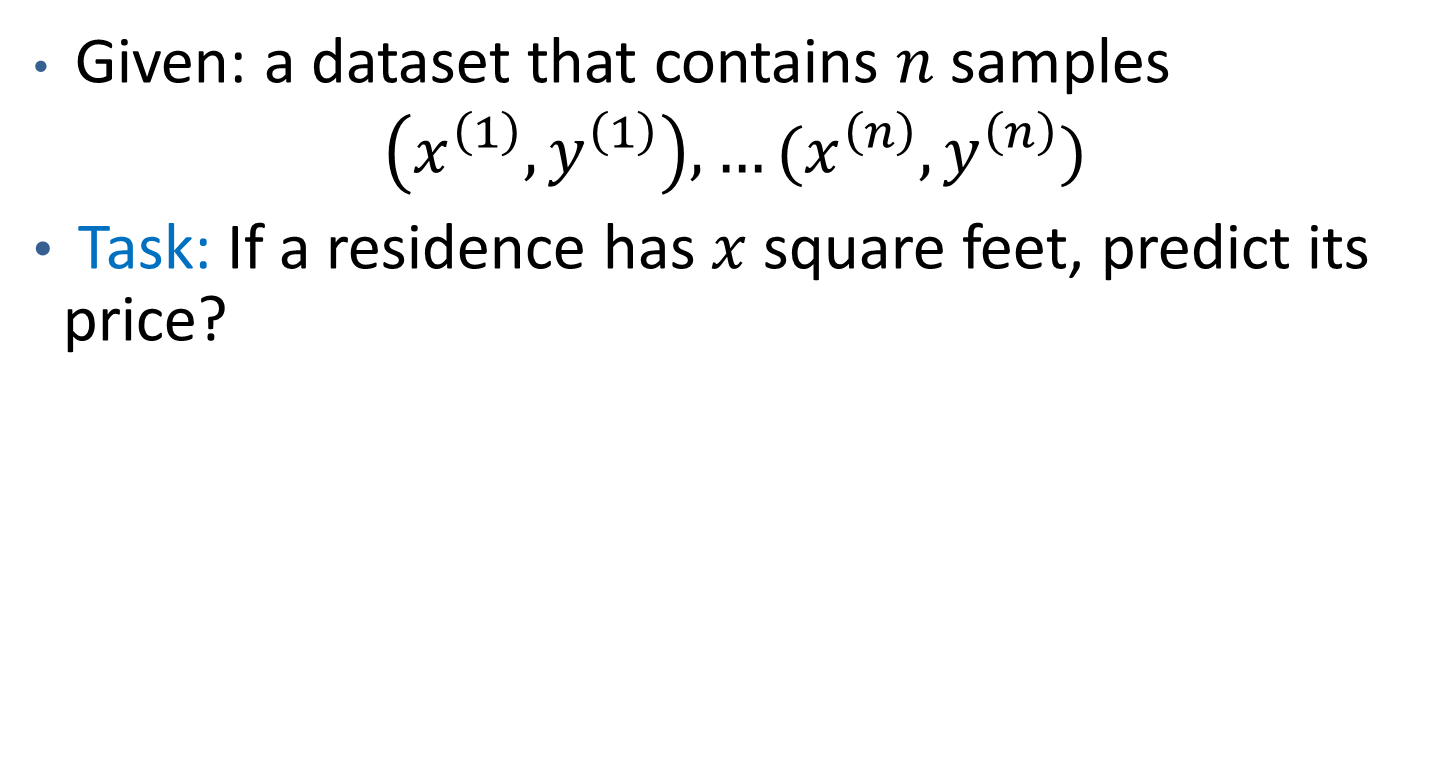 • Given: a dataset that contains 𝑛 samples
(𝑥⁽¹⁾, 𝑦⁽¹⁾), … (𝑥⁽ⁿ⁾, 𝑦⁽ⁿ⁾)
• Task: If a residence has 𝑥 square feet, predict its
price?